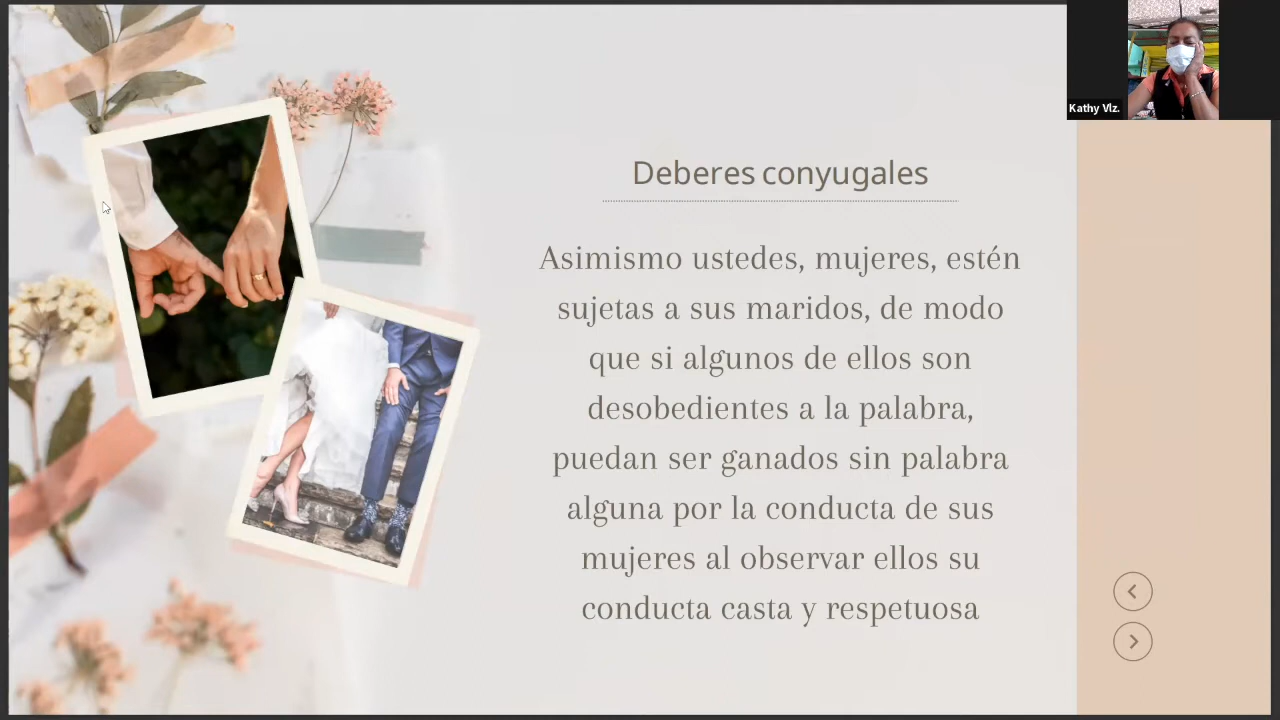 Kathy Vlz.
Deberes conyugales
Asimismo ustedes, mujeres, estén
sujetas a sus maridos, de modo
que si algunos de ellos son
desobedientes a la palabra,
puedan ser ganados sin palabra
alguna por la conducta de sus
mujeres al observar ellos su
conducta casta y respetuosa